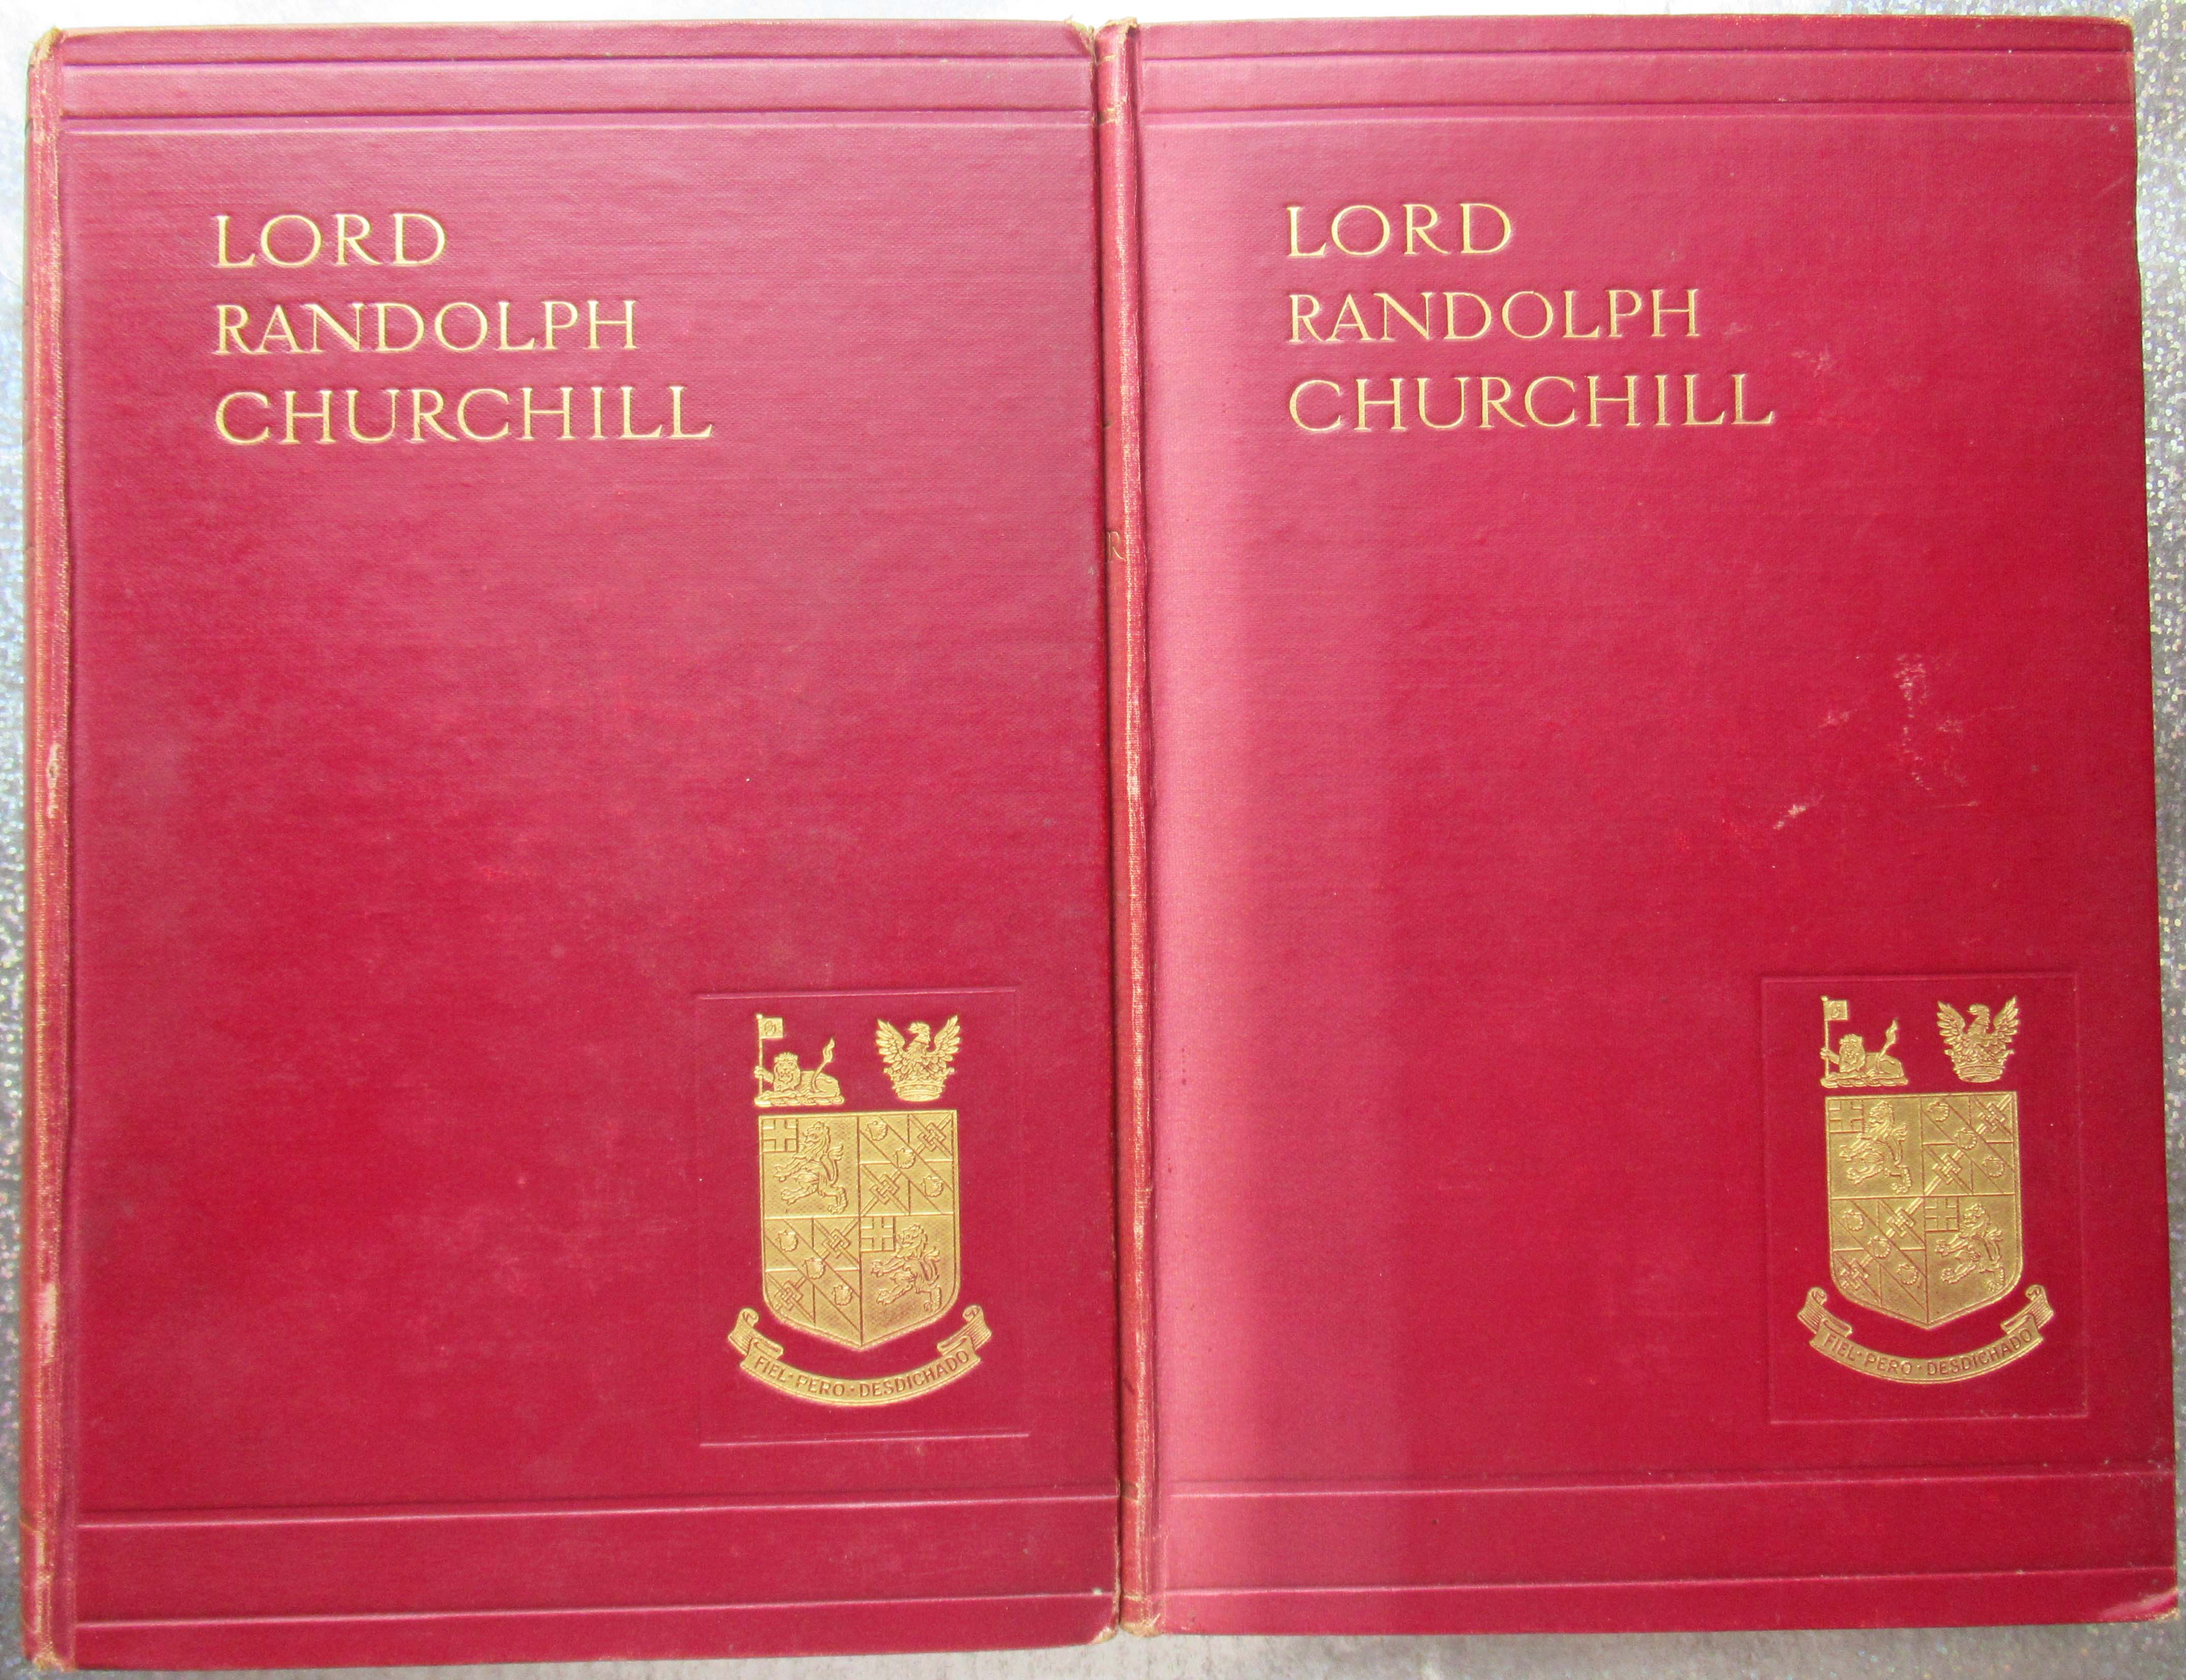 LORD
RANDOLPH
CHURCHILL
FIEL · PERO · DESDICHADO
LORD
RANDOLPH
CHURCHILL
FIEL · PERO · DESDICHADO